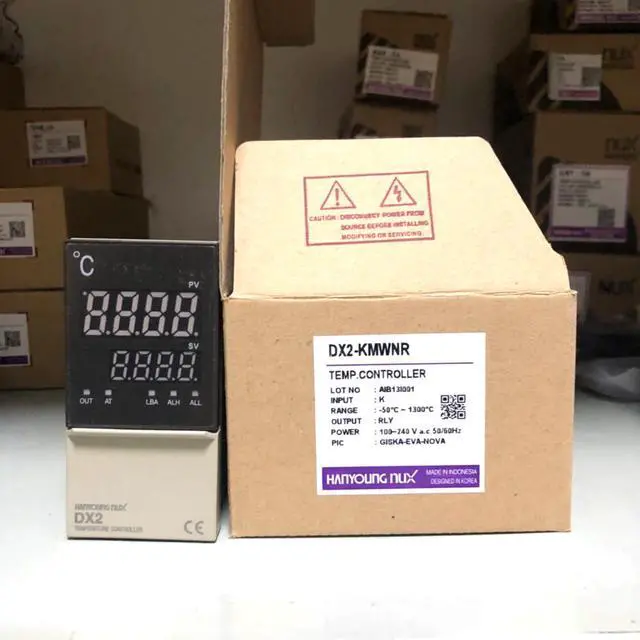 °C
PV
8.8.8.8
SV
8.8.8.8
OUT AT LBA ALH ALL
HANYOUNG NUX
DX2
TEMPERATURE CONTROLLER
CE
CAUTION : DISCONNECT POWER FROM
SOURCE BEFORE INSTALLING
MODIFYING OR SERVICING.
DX2-KMWNR
TEMP.CONTROLLER
LOT NO : AIB13I001
INPUT : K
RANGE : -50℃ ~ 1300℃
OUTPUT : RLY
POWER : 100~240 V a.c 50/60Hz
PIC : GISKA-EVA-NOVA
HANYOUNG NUX
MADE IN INDONESIA
DESIGNED IN KOREA
nux
nux